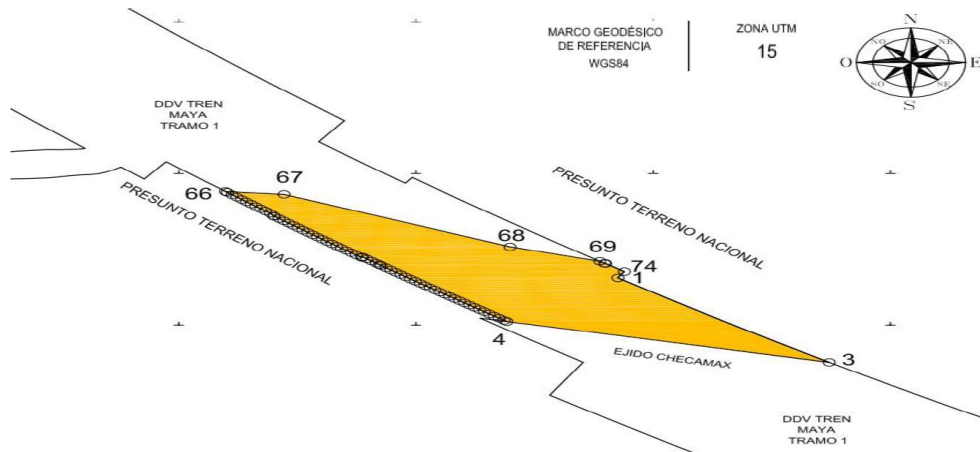 MARCO GEODÉSICO
DE REFERENCIA
WGS84
ZONA UTM
15
N
NO
NE
O
E
SO
SE
S
DDV TREN
MAYA
TRAMO 1
PRESUNTO TERRENO NACIONAL
66
67
PRESUNTO TERRENO NACIONAL
68
69
74
1
4
3
EJIDO CHECAMAX
DDV TREN
MAYA
TRAMO 1